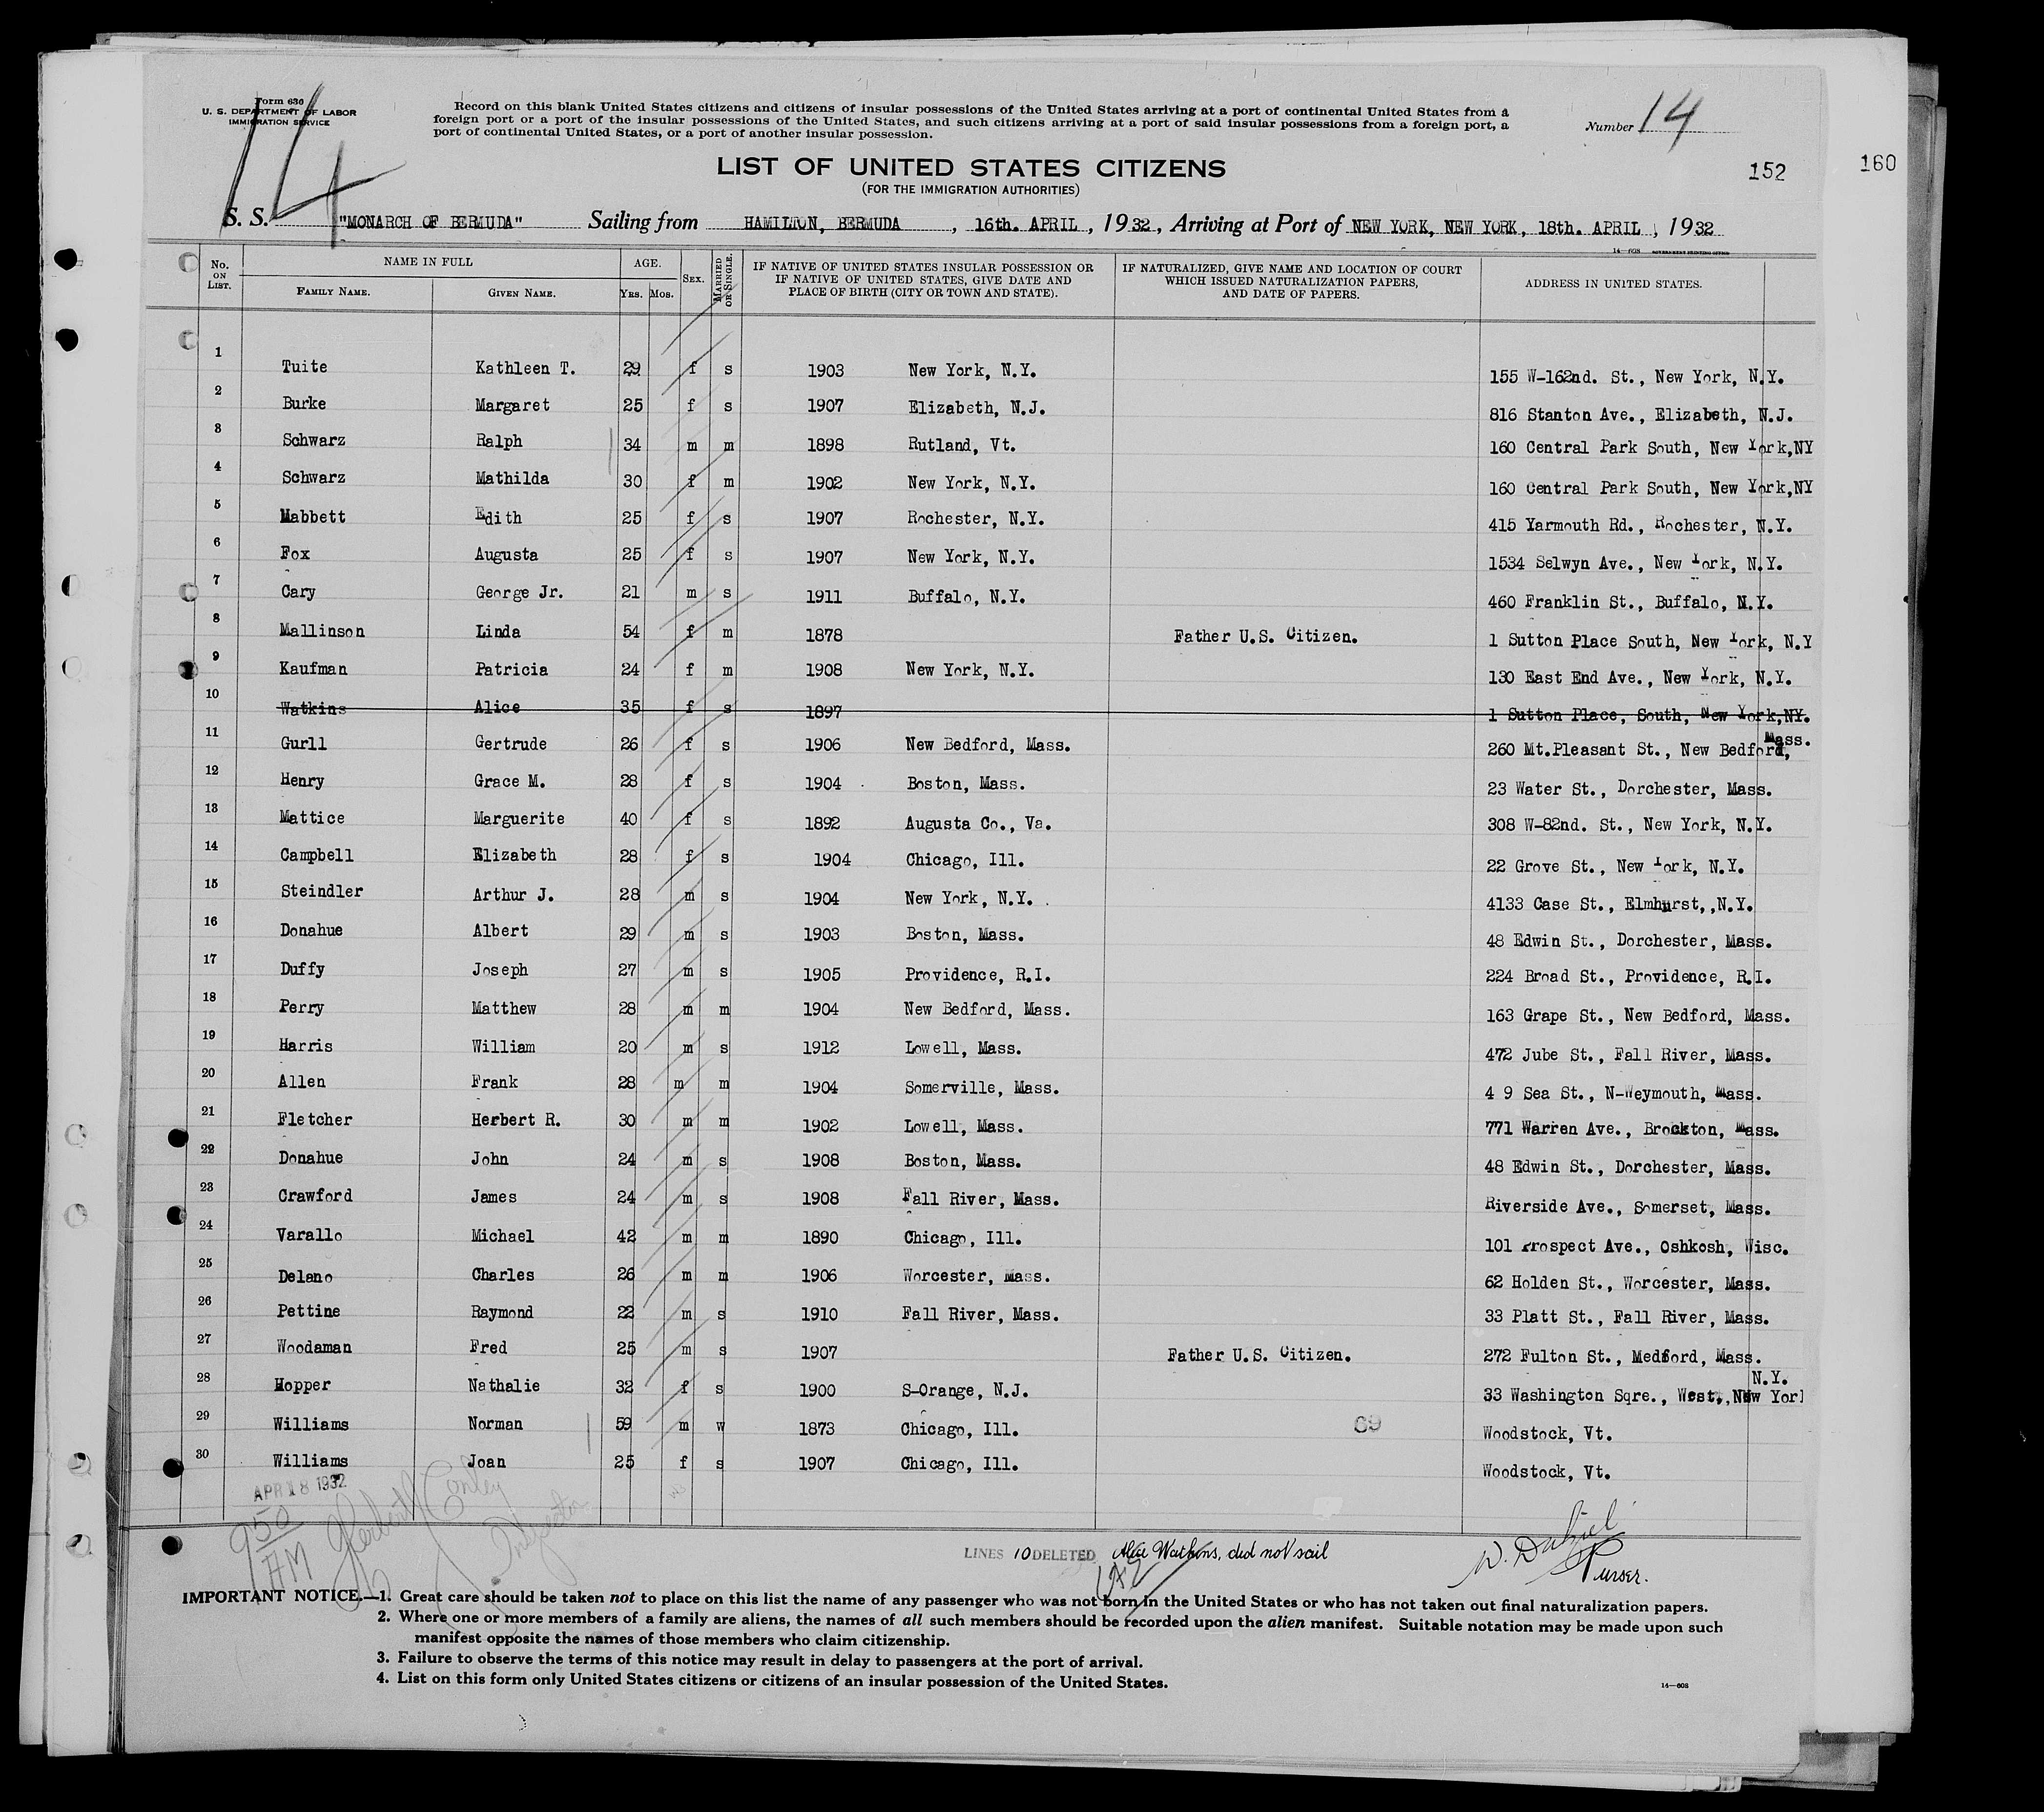 Form 630
U. S. DEPARTMENT OF LABOR
IMMIGRATION SERVICE
14
Record on this blank United States citizens and citizens of insular possessions of the United States arriving at a port of continental United States from a
foreign port or a port of the insular possessions of the United States, and such citizens arriving at a port of said insular possessions from a foreign port, a
port of continental United States, or a port of another insular possession.
Number 14
LIST OF UNITED STATES CITIZENS
(FOR THE IMMIGRATION AUTHORITIES)
152
160
S. S. "MONARCH OF BERMUDA" Sailing from HAMILTON, BERMUDA , 16th. APRIL , 1932, Arriving at Port of NEW YORK, NEW YORK, 18th. APRIL , 1932
14—608 GOVERNMENT PRINTING OFFICE
No. ON LIST. NAME IN FULL FAMILY NAME. GIVEN NAME. AGE. YRS. MOS. SEX. MARRIED OR SINGLE. IF NATIVE OF UNITED STATES INSULAR POSSESSION OR IF NATIVE OF UNITED STATES, GIVE DATE AND PLACE OF BIRTH (CITY OR TOWN AND STATE). IF NATURALIZED, GIVE NAME AND LOCATION OF COURT WHICH ISSUED NATURALIZATION PAPERS, AND DATE OF PAPERS. ADDRESS IN UNITED STATES.
1 Tuite Kathleen T. 29 f s 1903 New York, N.Y. 155 W-162nd. St., New York, N.Y.
2 Burke Margaret 25 f s 1907 Elizabeth, N.J. 816 Stanton Ave., Elizabeth, N.J.
3 Schwarz Ralph 34 m m 1898 Rutland, Vt. 160 Central Park South, New York,NY
4 Schwarz Mathilda 30 f m 1902 New York, N.Y. 160 Central Park South, New York,NY
5 Mabbett Edith 25 f s 1907 Rochester, N.Y. 415 Yarmouth Rd., Rochester, N.Y.
6 Fox Augusta 25 f s 1907 New York, N.Y. 1534 Selwyn Ave., New York, N.Y.
7 Cary George Jr. 21 m s 1911 Buffalo, N.Y. 460 Franklin St., Buffalo, N.Y.
8 Mallinson Linda 54 f m 1878 Father U.S. Citizen. 1 Sutton Place South, New York, N.Y
9 Kaufman Patricia 24 f m 1908 New York, N.Y. 130 East End Ave., New York, N.Y.
10 Watkins Alice 35 f s 1897 1 Sutton Place, South, New York,NY.
11 Gurll Gertrude 26 f s 1906 New Bedford, Mass. 260 Mt.Pleasant St., New Bedford, Mass.
12 Henry Grace M. 28 f s 1904 Boston, Mass. 23 Water St., Dorchester, Mass.
13 Mattice Marguerite 40 f s 1892 Augusta Co., Va. 308 W-82nd. St., New York, N.Y.
14 Campbell Elizabeth 28 f s 1904 Chicago, Ill. 22 Grove St., New York, N.Y.
15 Steindler Arthur J. 28 m s 1904 New York, N.Y. 4133 Case St., Elmhurst,,N.Y.
16 Donahue Albert 29 m s 1903 Boston, Mass. 48 Edwin St., Dorchester, Mass.
17 Duffy Joseph 27 m s 1905 Providence, R.I. 224 Broad St., Providence, R.I.
18 Perry Matthew 28 m m 1904 New Bedford, Mass. 163 Grape St., New Bedford, Mass.
19 Harris William 20 m s 1912 Lowell, Mass. 472 Jube St., Fall River, Mass.
20 Allen Frank 28 m m 1904 Somerville, Mass. 4 9 Sea St., N-Weymouth, Mass.
21 Fletcher Herbert R. 30 m m 1902 Lowell, Mass. 771 Warren Ave., Brockton, Mass.
22 Donahue John 24 m s 1908 Boston, Mass. 48 Edwin St., Dorchester, Mass.
23 Crawford James 24 m s 1908 Fall River, Mass. Riverside Ave., Somerset, Mass.
24 Varallo Michael 42 m m 1890 Chicago, Ill. 101 Prospect Ave., Oshkosh, Wisc.
25 Delano Charles 26 m m 1906 Worcester, Mass. 62 Holden St., Worcester, Mass.
26 Pettine Raymond 22 m s 1910 Fall River, Mass. 33 Platt St., Fall River, Mass.
27 Woodaman Fred 25 m s 1907 Father U.S. Citizen. 272 Fulton St., Medford, Mass.
28 Hopper Nathalie 32 f s 1900 S-Orange, N.J. 33 Washington Sqre., West,, New York N.Y.
29 Williams Norman 59 m w 1873 Chicago, Ill. 69 Woodstock, Vt.
30 Williams Joan 25 f s 1907 Chicago, Ill. Woodstock, Vt.
APR 18 1932
950 AM Herbert Conley Inspector
LINES 10 DELETED Alice Watkins, did not sail
W. Dalziel Purser.
IMPORTANT NOTICE.—1. Great care should be taken not to place on this list the name of any passenger who was not born in the United States or who has not taken out final naturalization papers.
2. Where one or more members of a family are aliens, the names of all such members should be recorded upon the alien manifest. Suitable notation may be made upon such
manifest opposite the names of those members who claim citizenship.
3. Failure to observe the terms of this notice may result in delay to passengers at the port of arrival.
4. List on this form only United States citizens or citizens of an insular possession of the United States.
14—608